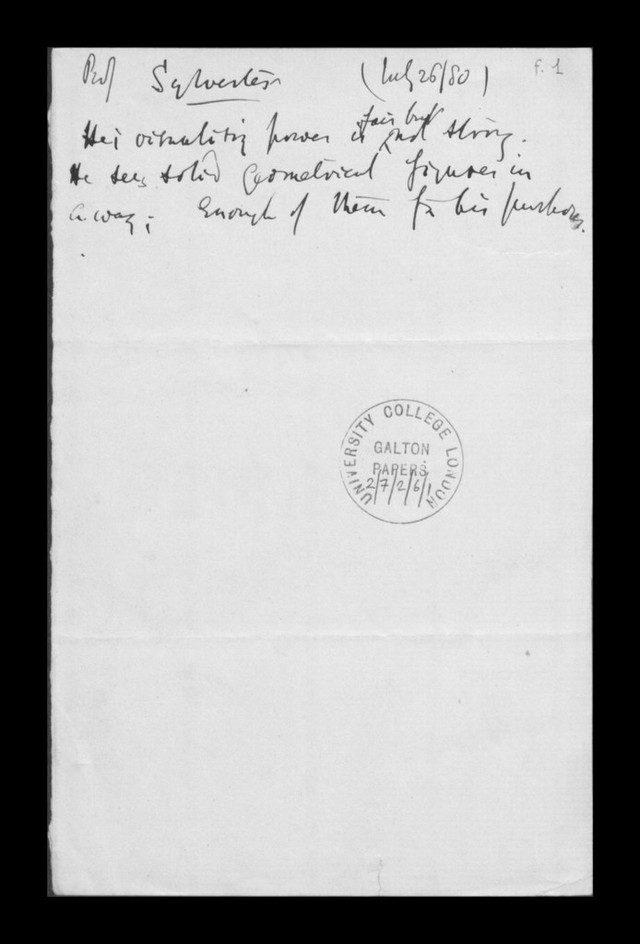 Prof Sylvester (July 26/80) F. 1
fair but
His visualising power is not strong.
He sees solid geometrical figures in
a way; Enough of them for his purposes.
UNIVERSITY COLLEGE LONDON
GALTON
PAPERS
2/7/2/6/1